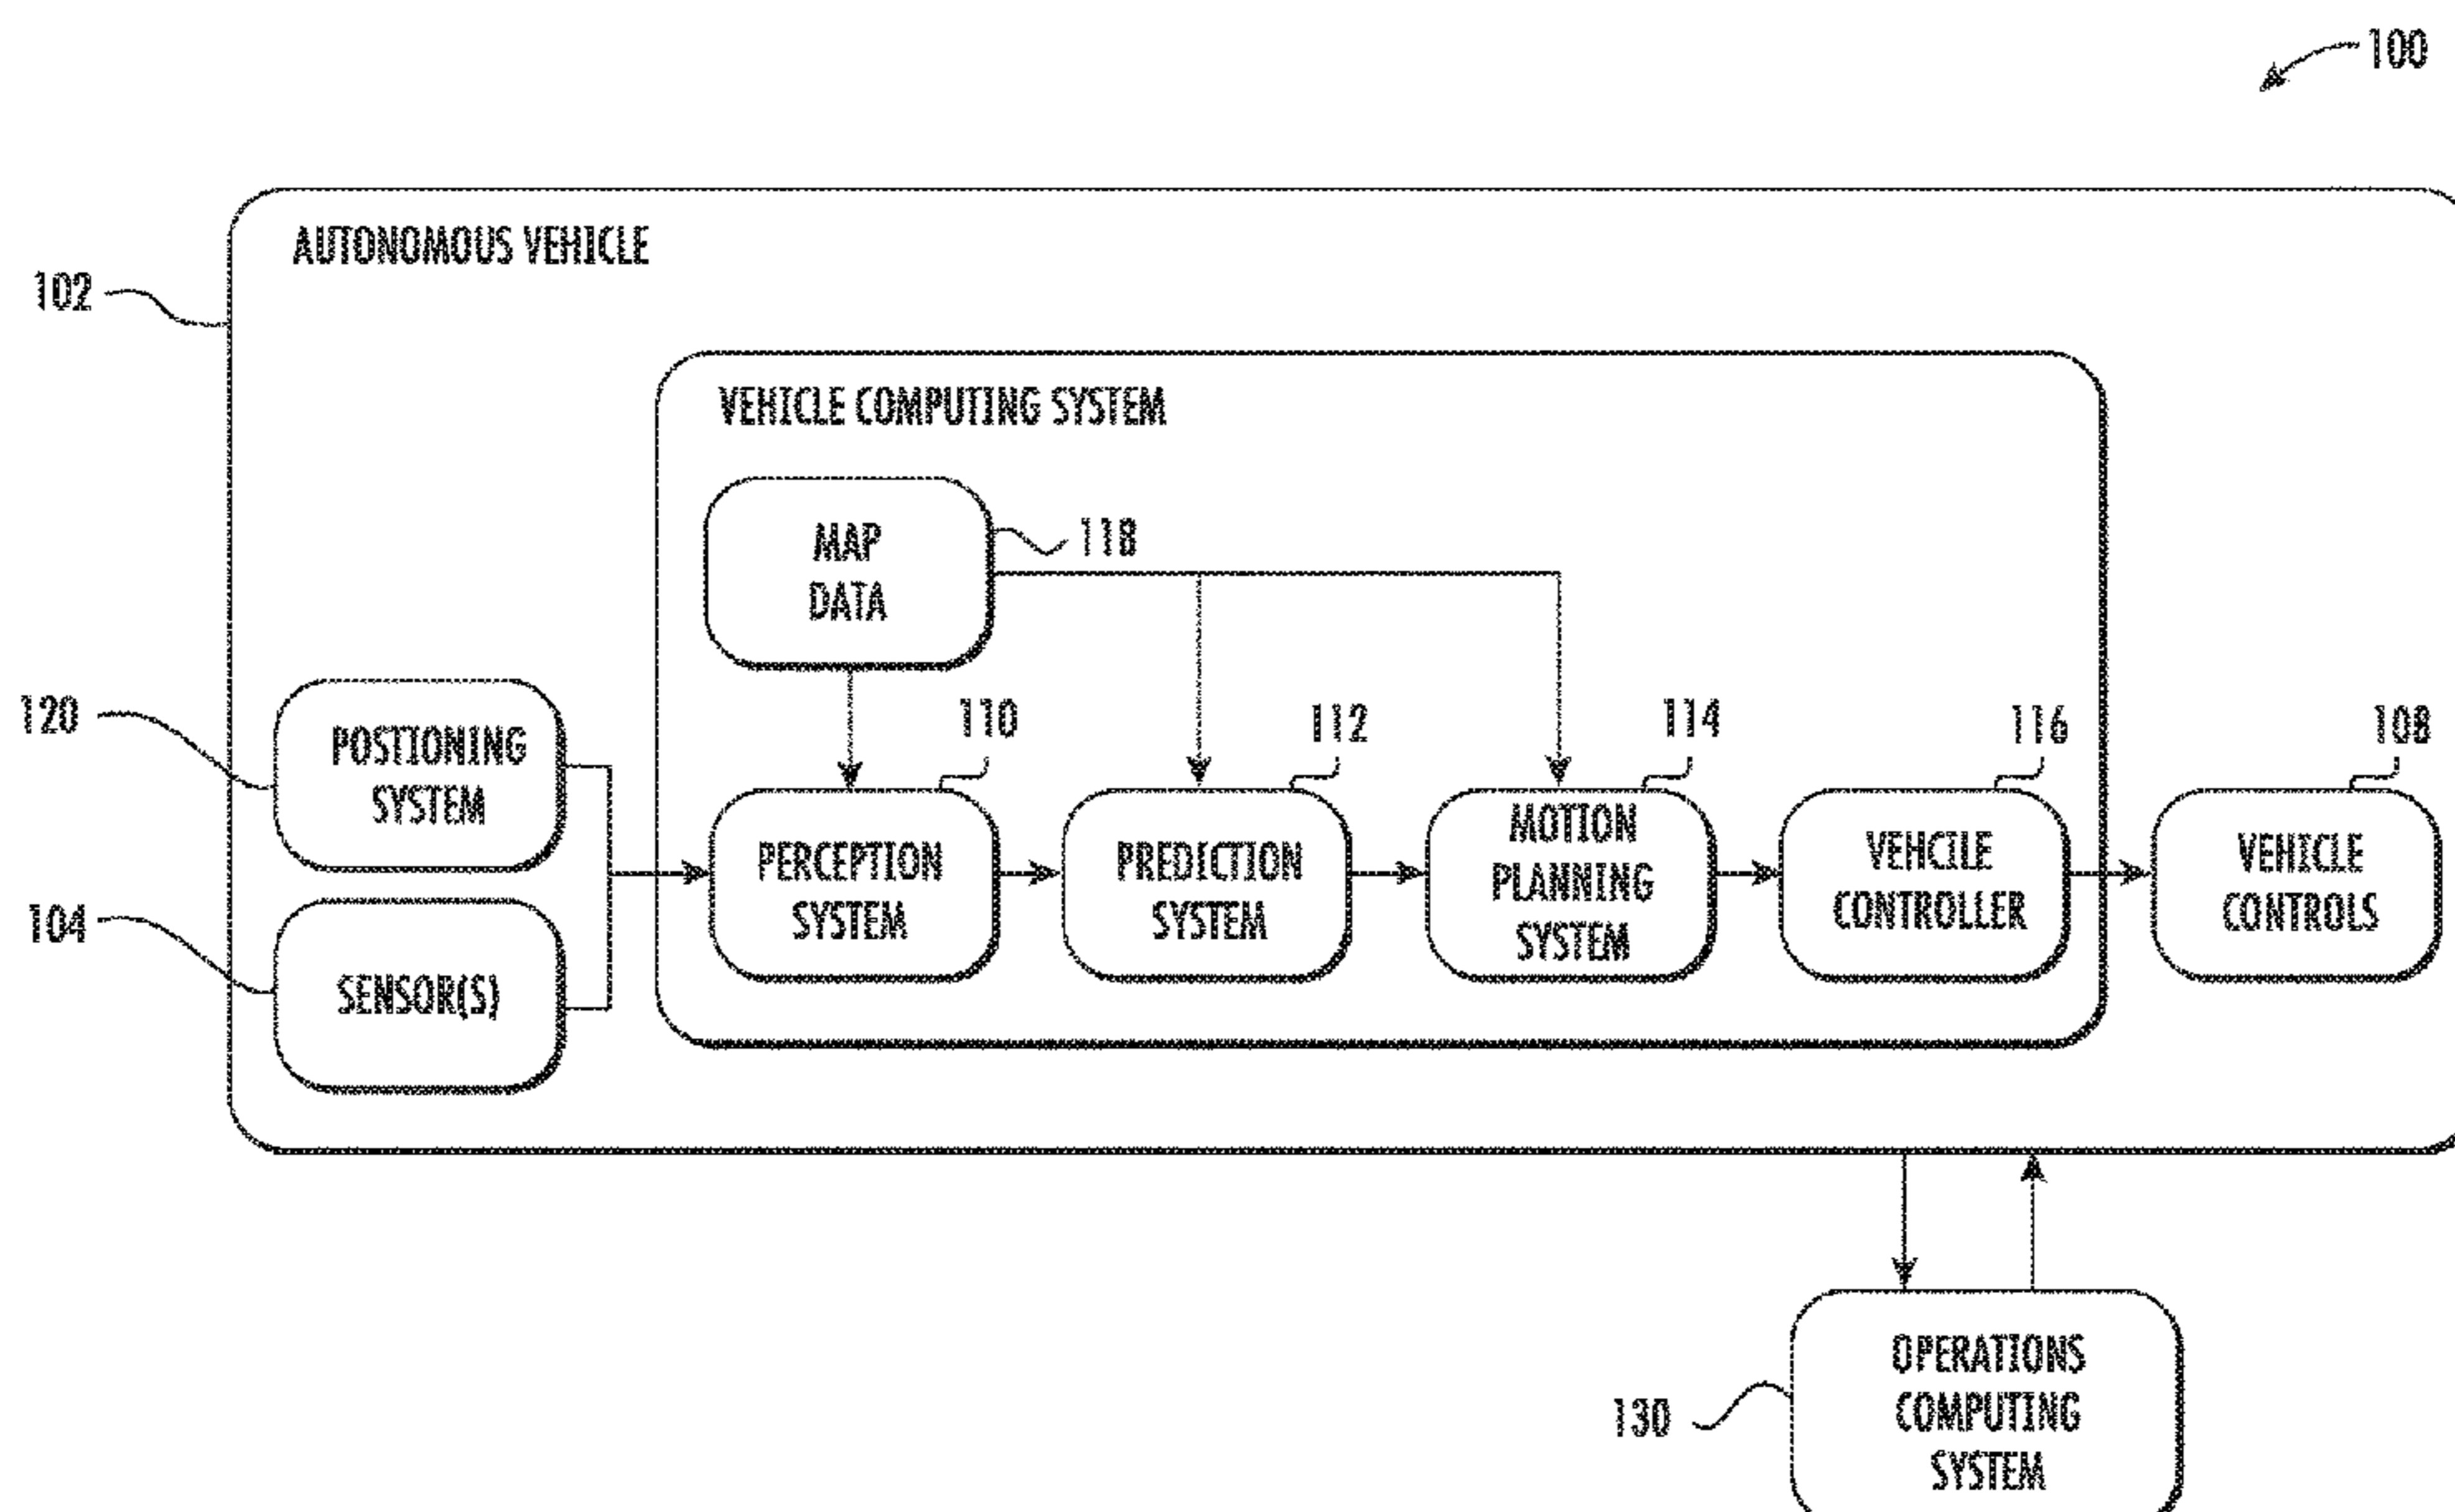 100
AUTONOMOUS VEHICLE
102
VEHICLE COMPUTING SYSTEM
MAP
DATA
118
120
POSTIONING
SYSTEM
110
112
114
116
108
104
SENSOR(S)
PERCEPTION
SYSTEM
PREDICTION
SYSTEM
MOTION
PLANNING
SYSTEM
VEHCILE
CONTROLLER
VEHICLE
CONTROLS
130
OPERATIONS
COMPUTING
SYSTEM